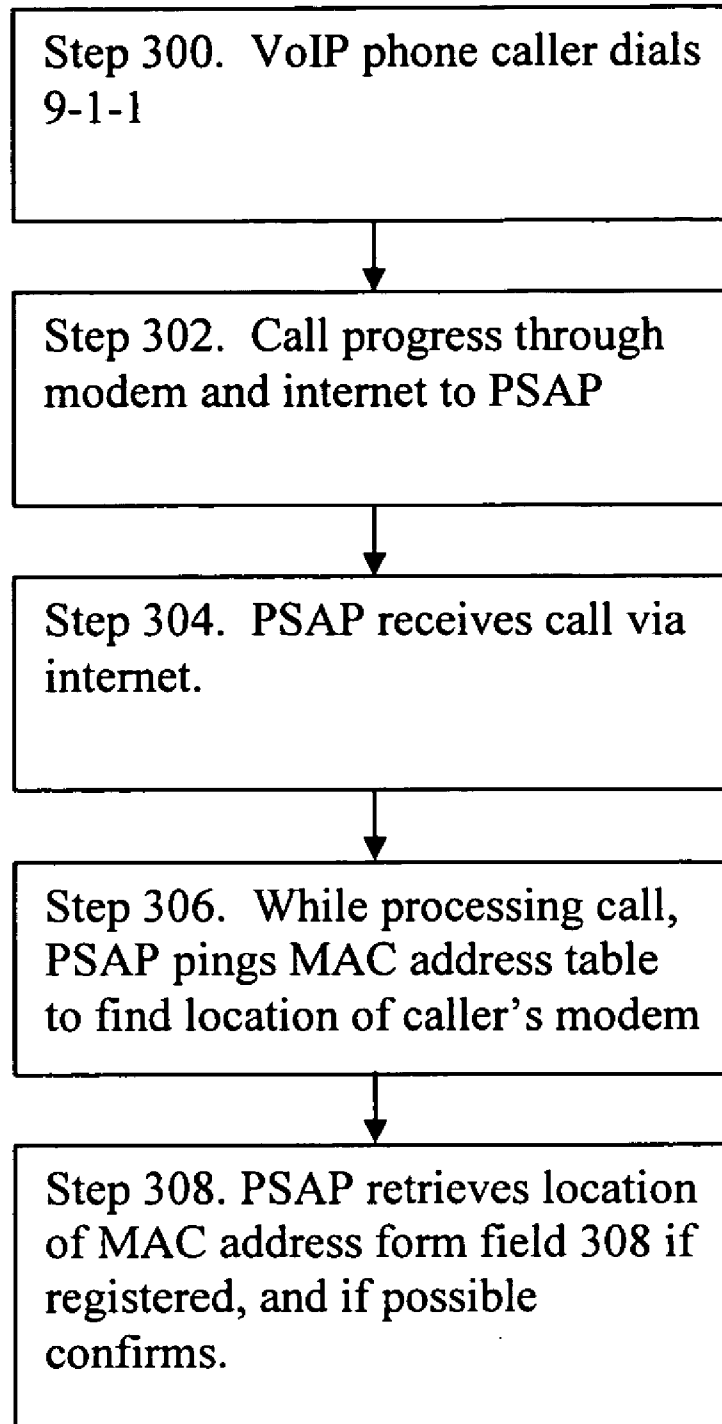 Step 300.  VoIP phone caller dials
9-1-1
Step 302.  Call progress through
modem and internet to PSAP
Step 304.  PSAP receives call via
internet.
Step 306.  While processing call,
PSAP pings MAC address table
to find location of caller's modem
Step 308. PSAP retrieves location
of MAC address form field 308 if
registered, and if possible
confirms.